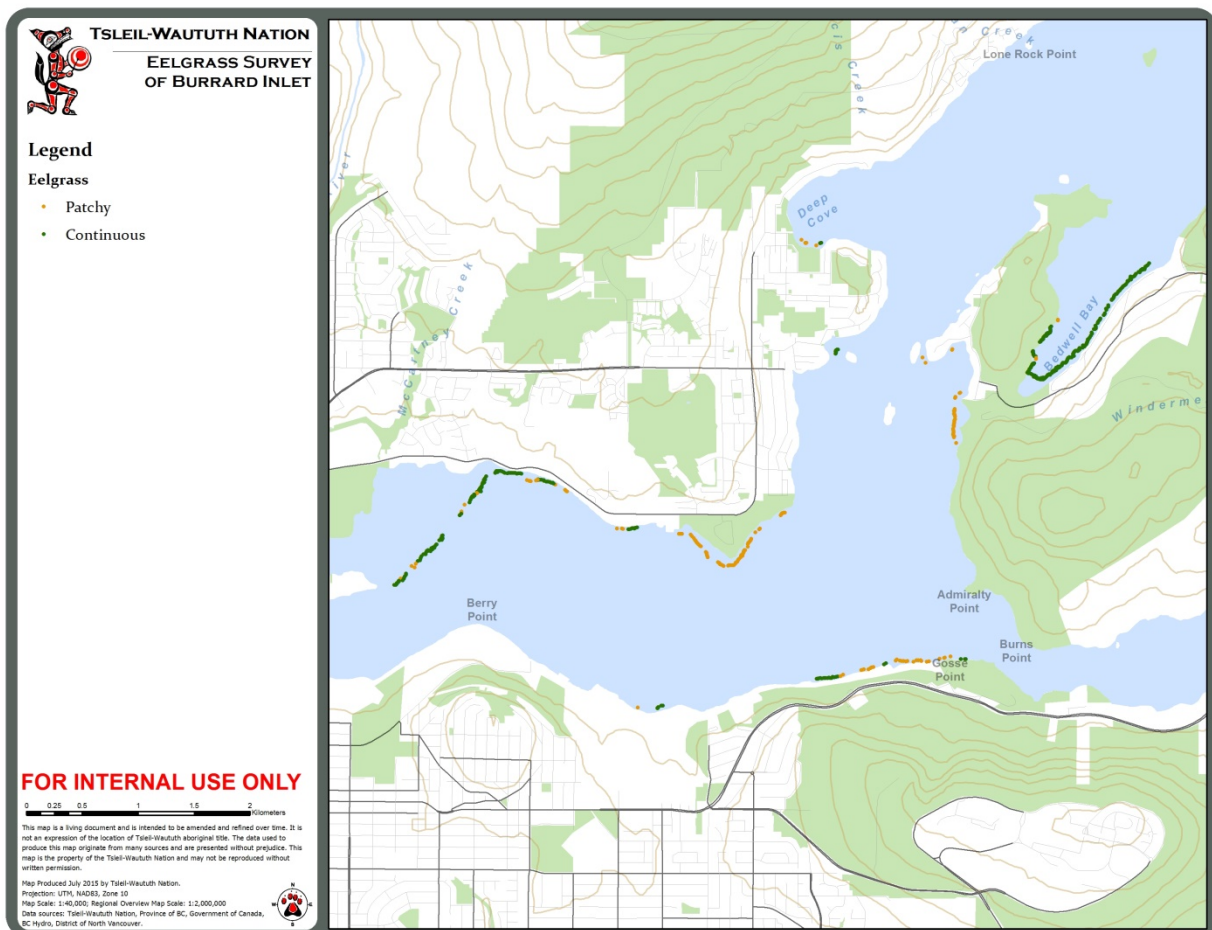 TSLEIL-WAUTUTH NATION
EELGRASS SURVEY
OF BURRARD INLET
Legend
Eelgrass
Patchy
Continuous
FOR INTERNAL USE ONLY
0 0.25 0.5 1 1.5 2
Kilometers
This map is a living document and is intended to be amended and refined over time. It is
not an expression of the location of Tsleil-Waututh aboriginal title. The data used to
produce this map originate from many sources and are presented without prejudice. This
map is the property of the Tsleil-Waututh Nation and may not be reproduced without
written permission.
Map Produced July 2015 by Tsleil-Waututh Nation.
Projection: UTM, NAD83, Zone 10
Map Scale: 1:40,000; Regional Overview Map Scale: 1:2,000,000
Data sources: Tsleil-Waututh Nation, Province of BC, Government of Canada,
BC Hydro, District of North Vancouver.
N
S
cis Creek
Creek
Lone Rock Point
River
Deep
Cove
McCartney Creek
Bedwell Bay
Winderme
Berry
Point
Admiralty
Point
Burns
Point
Gosse
Point